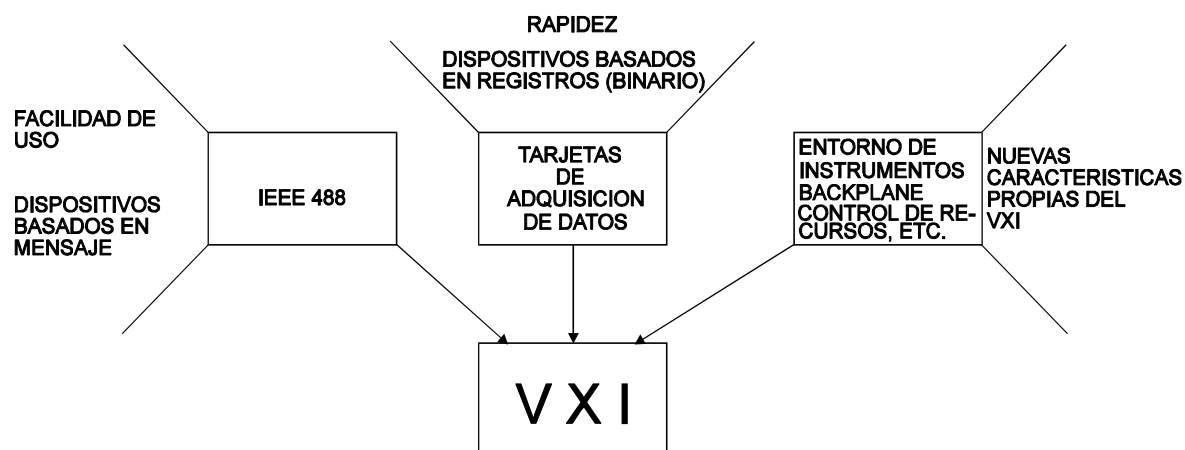 RAPIDEZ
DISPOSITIVOS BASADOS
EN REGISTROS (BINARIO)
FACILIDAD DE
USO
DISPOSITIVOS
BASADOS EN
MENSAJE
IEEE 488
TARJETAS
DE
ADQUISICION
DE DATOS
ENTORNO DE
INSTRUMENTOS
BACKPLANE
CONTROL DE RE-
CURSOS, ETC.
NUEVAS
CARACTERISTICAS
PROPIAS DEL
VXI
V X I